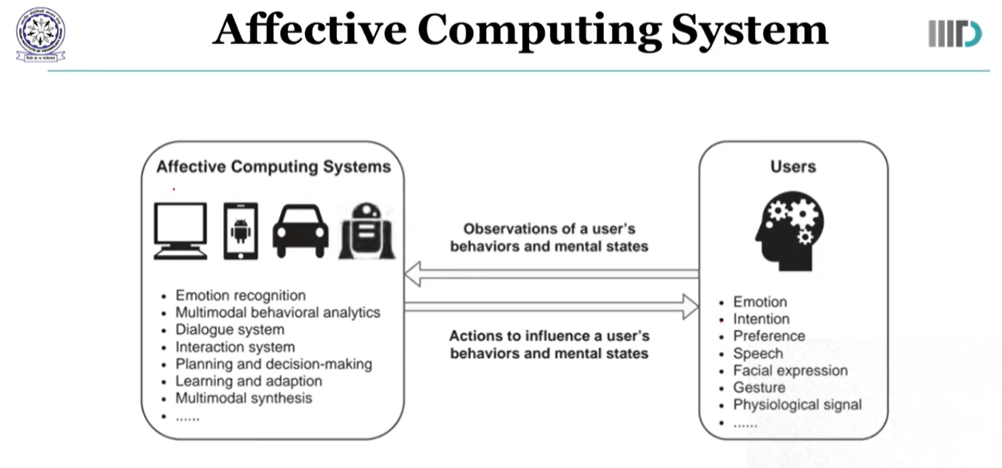 Affective Computing System
Affective Computing Systems
• Emotion recognition
• Multimodal behavioral analytics
• Dialogue system
• Interaction system
• Planning and decision-making
• Learning and adaption
• Multimodal synthesis
• ......
Observations of a user's
behaviors and mental states
Actions to influence a user's
behaviors and mental states
Users
• Emotion
• Intention
• Preference
• Speech
• Facial expression
• Gesture
• Physiological signal
• ......